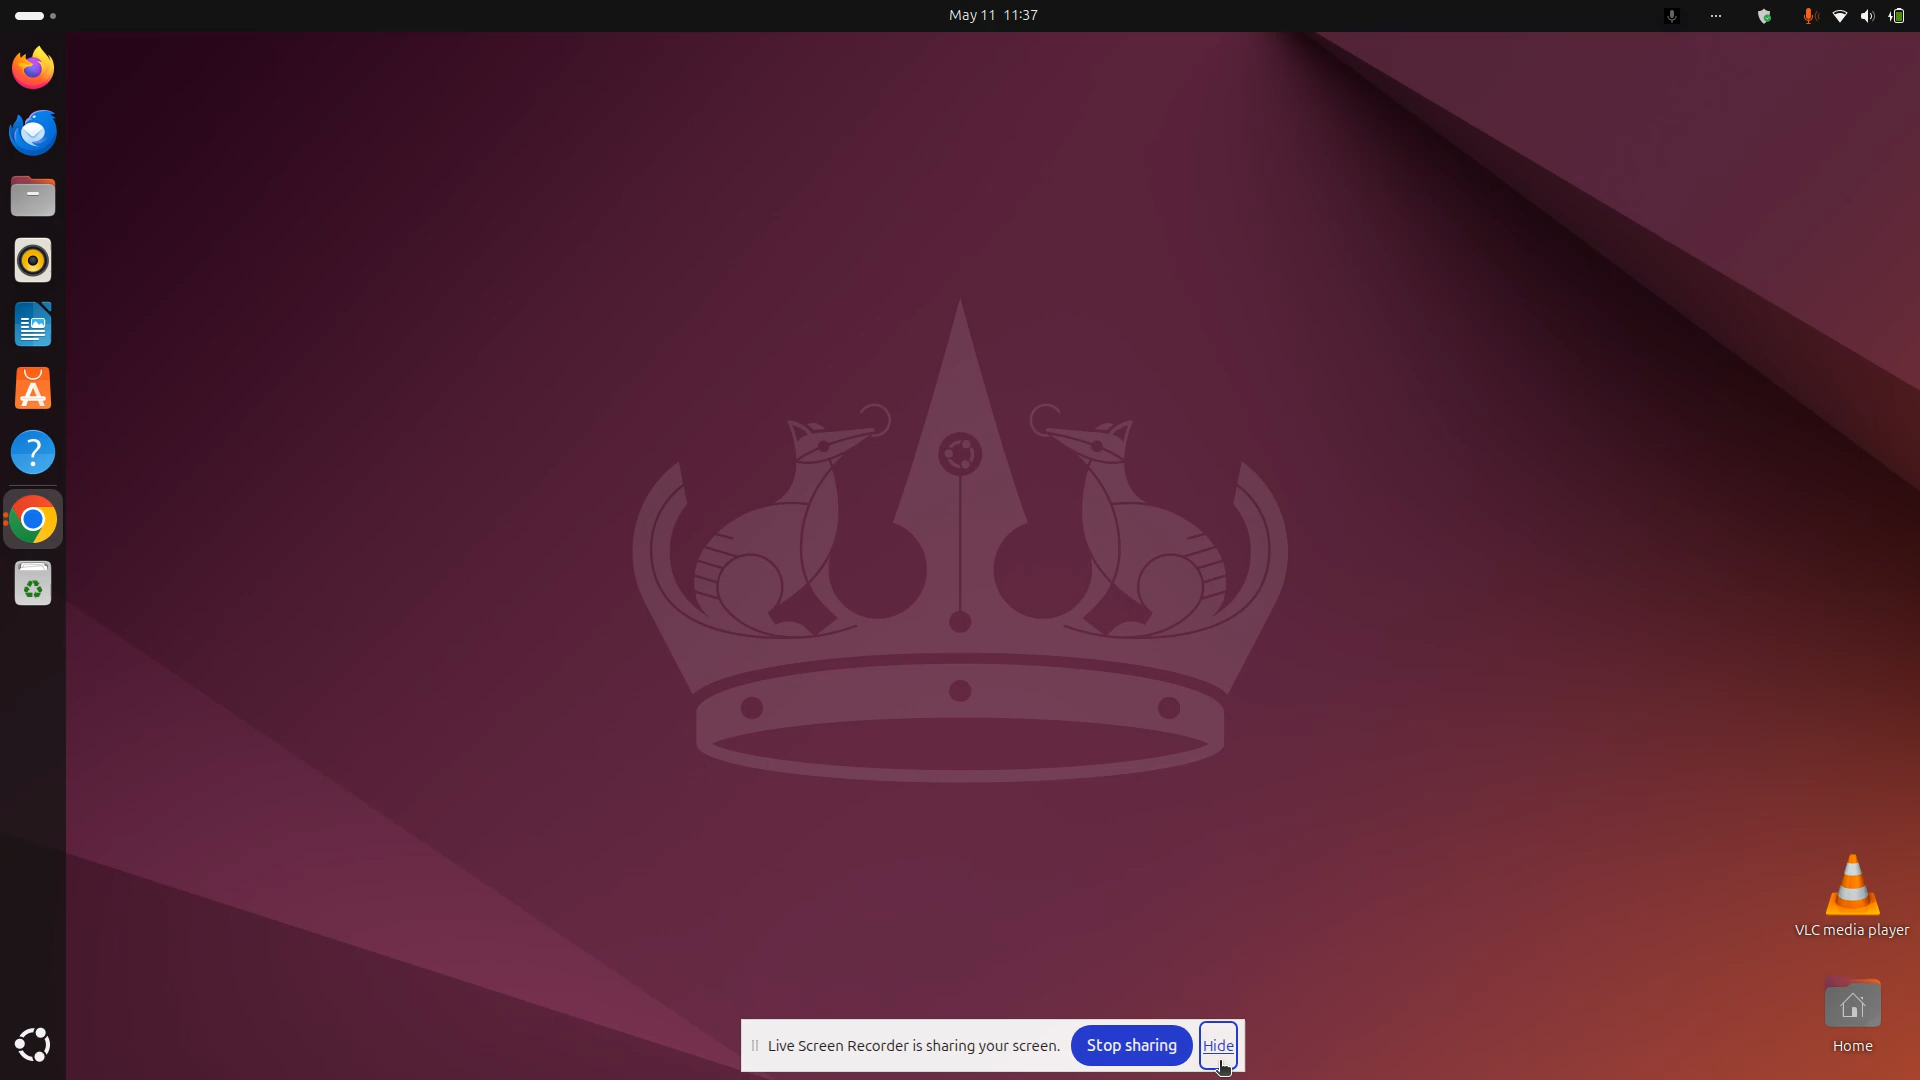 May 11 11:37
VLC media player
Home
Live Screen Recorder is sharing your screen. Stop sharing Hide